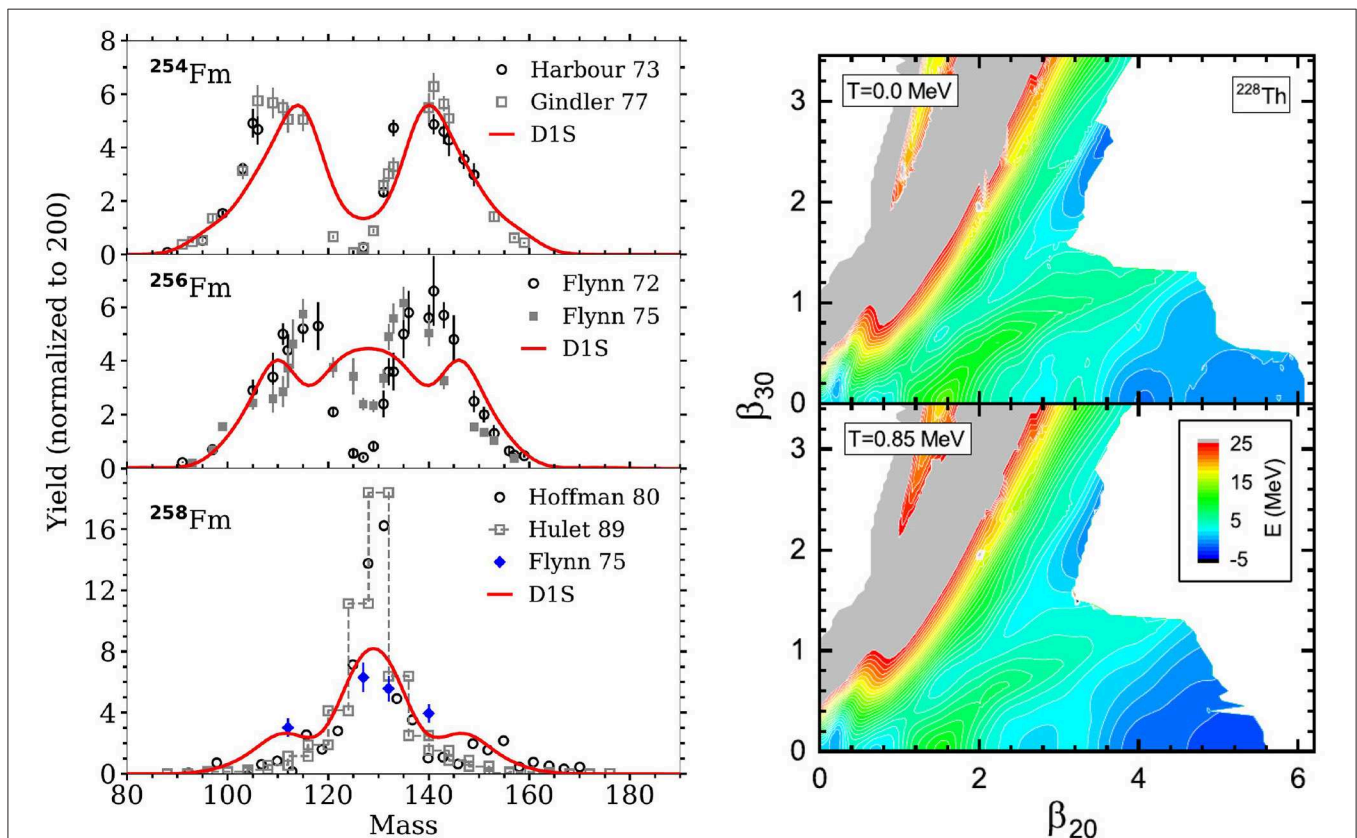 8
6
4
2
0
254Fm
Harbour 73
Gindler 77
D1S
6
4
2
0
256Fm
Flynn 72
Flynn 75
D1S
16
12
8
4
0
258Fm
Hoffman 80
Hulet 89
Flynn 75
D1S
80 100 120 140 160 180
Mass
Yield (normalized to 200)
T=0.0 MeV
228Th
3
2
1
0
T=0.85 MeV
3
2
1
0
25
15
5
-5
E (MeV)
0 2 4 6
β30
β20